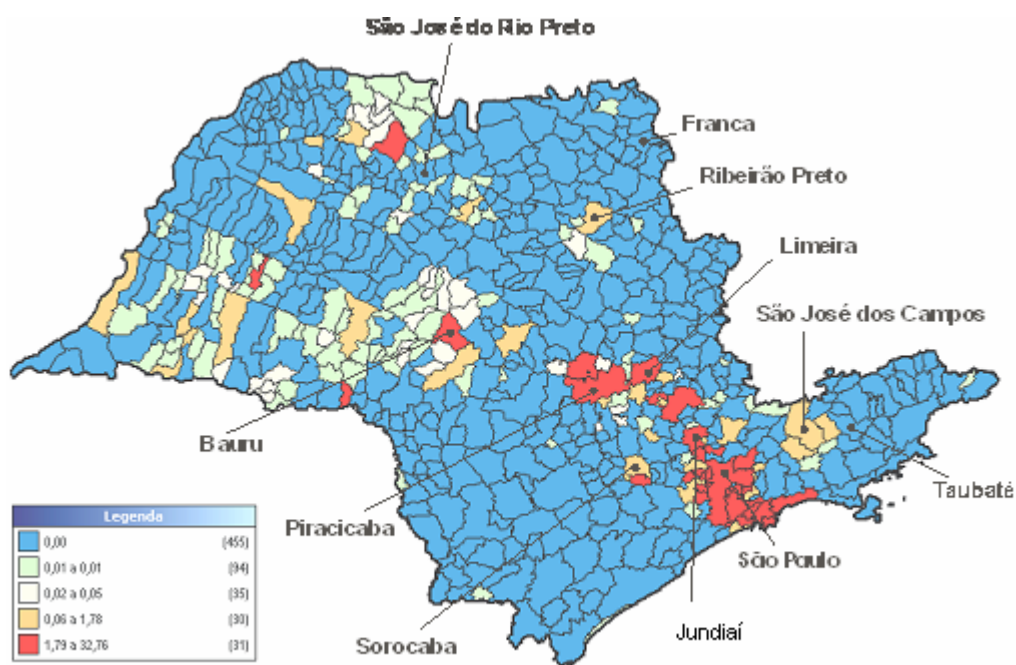 São José do Rio Preto
Franca
Ribeirão Preto
Limeira
São José dos Campos
Bauru
Taubaté
Piracicaba
São Paulo
Jundiaí
Sorocaba
Legenda
0,00 (455)
0,01 a 0,01 (94)
0,02 a 0,05 (35)
0,06 a 1,78 (30)
1,79 a 32,76 (31)